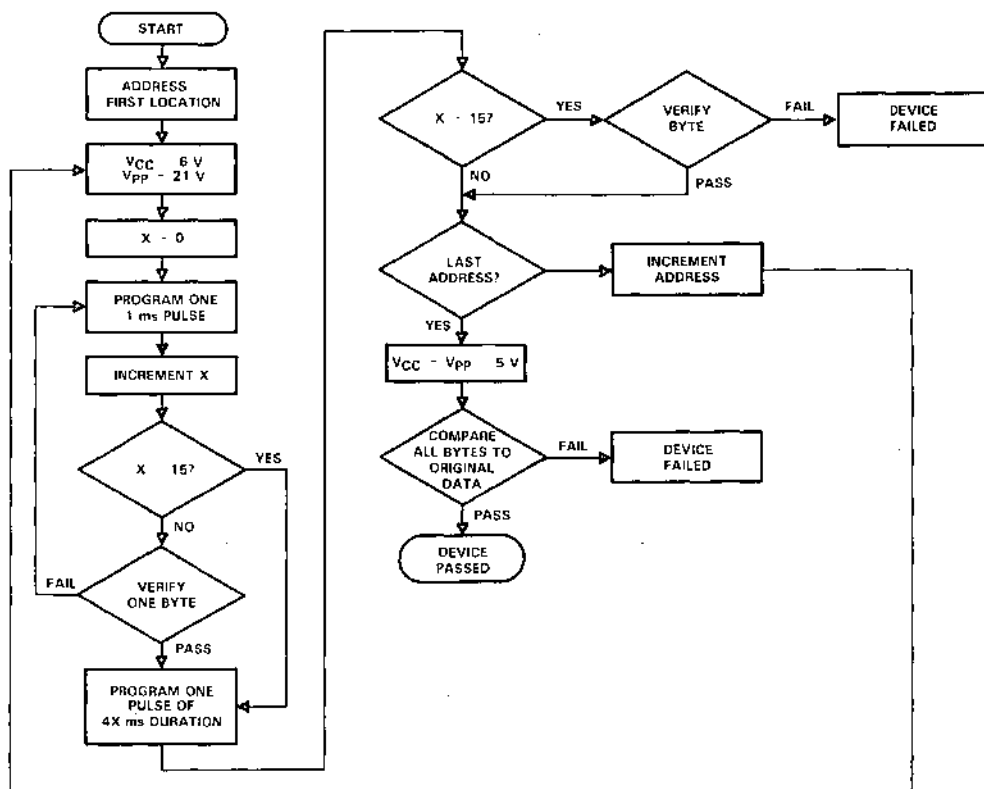 START
ADDRESS
FIRST LOCATION
VCC 6 V
VPP - 21 V
X - 0
PROGRAM ONE
1 ms PULSE
INCREMENT X
X 15?
YES
NO
VERIFY
ONE BYTE
FAIL
PASS
PROGRAM ONE
PULSE OF
4X ms DURATION
X - 15?
YES
NO
VERIFY
BYTE
FAIL
PASS
DEVICE
FAILED
LAST
ADDRESS?
INCREMENT
ADDRESS
YES
VCC - VPP 5 V
COMPARE
ALL BYTES TO
ORIGINAL
DATA
FAIL
DEVICE
FAILED
PASS
DEVICE
PASSED